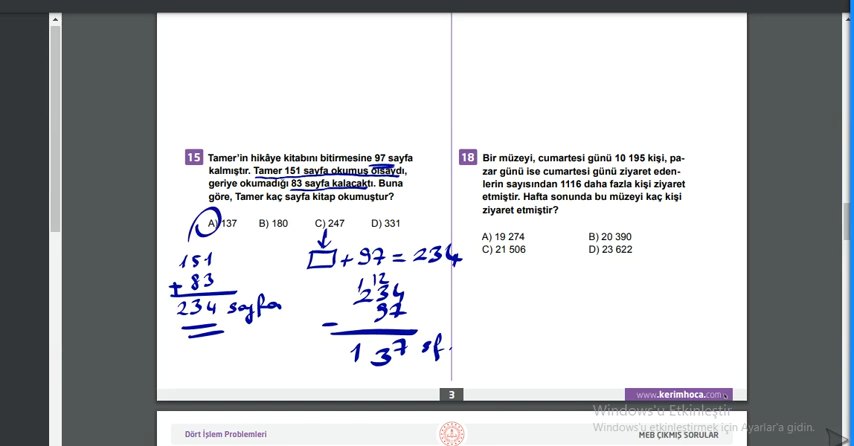 15 Tamer'in hikâye kitabını bitirmesine 97 sayfa
kalmıştır. Tamer 151 sayfa okumuş olsaydı,
geriye okumadığı 83 sayfa kalacaktı. Buna
göre, Tamer kaç sayfa kitap okumuştur?
A) 137 B) 180 C) 247 D) 331
151
+ 83
234 sayfa
+ 97 = 234
1 12
234
97
-
137 sf.
18 Bir müzeyi, cumartesi günü 10 195 kişi, pa-
zar günü ise cumartesi günü ziyaret eden-
lerin sayısından 1116 daha fazla kişi ziyaret
etmiştir. Hafta sonunda bu müzeyi kaç kişi
ziyaret etmiştir?
A) 19 274 B) 20 390
C) 21 506 D) 23 622
3
www.kerimhoca.com
Windows'u Etkinleştir
Windows'u etkinleştirmek için Ayarlar'a gidin.
Dört İşlem Problemleri
MEB ÇIKMIŞ SORULAR